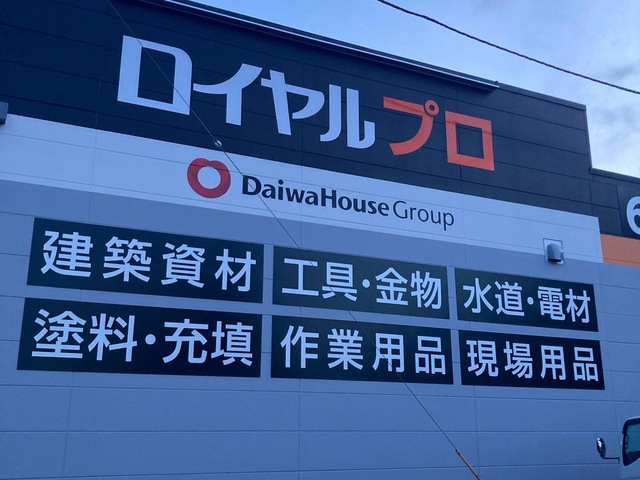 ロイヤルプロ
DaiwaHouse Group
建築資材 工具・金物 水道・電材
塗料・充填 作業用品 現場用品
6